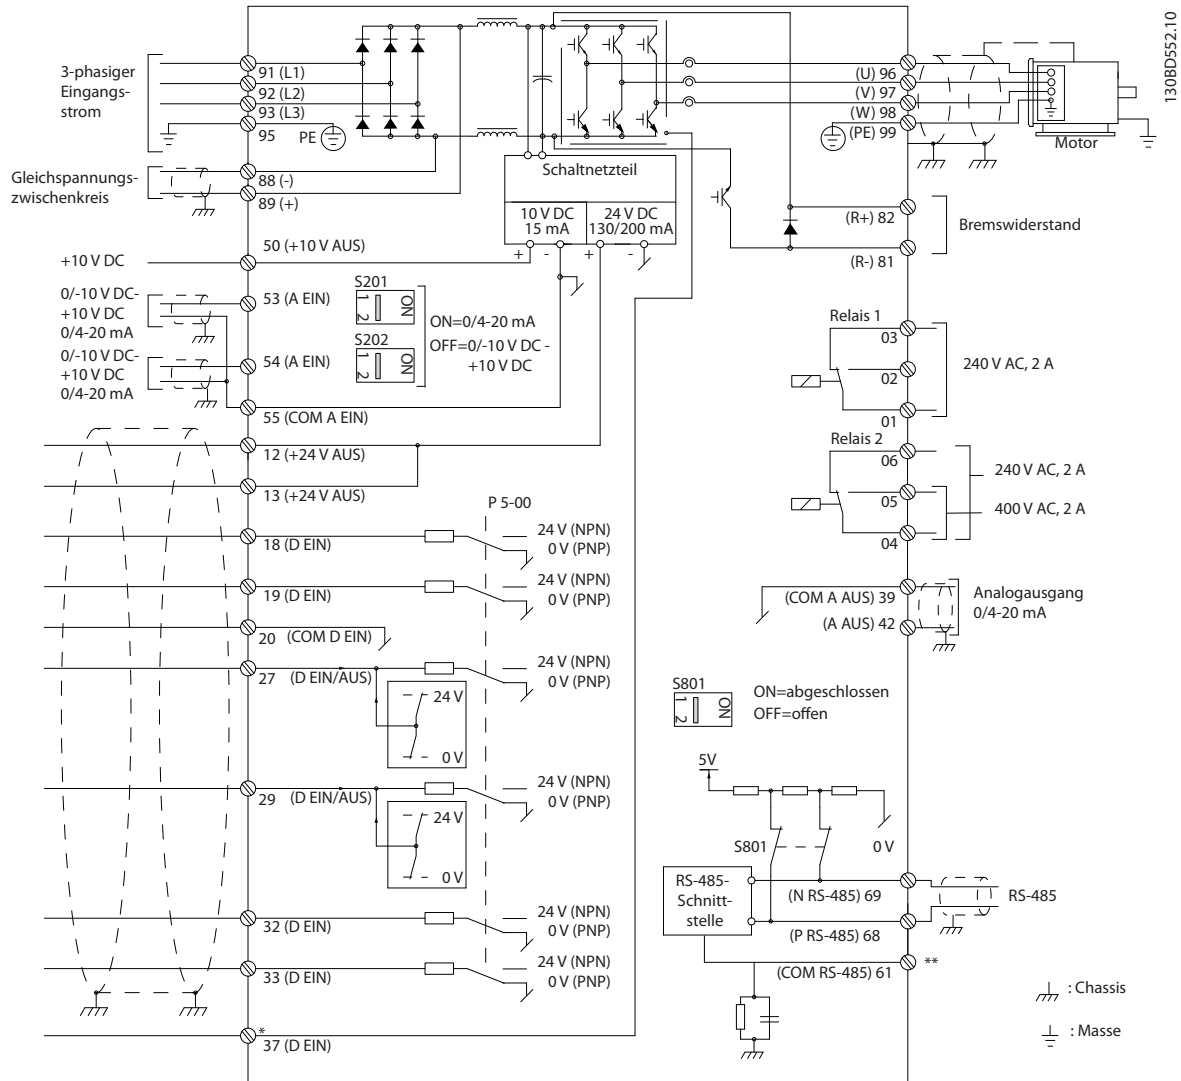 130BD552.10
3-phasiger
Eingangs-
strom
91 (L1)
92 (L2)
93 (L3)
95
PE
(U) 96
(V) 97
(W) 98
(PE) 99
Motor
Gleichspannungs-
zwischenkreis
88 (-)
89 (+)
Schaltnetzteil
10 V DC
15 mA
24 V DC
130/200 mA
+ - + -
(R+) 82
(R-) 81
Bremswiderstand
+10 V DC
50 (+10 V AUS)
0/-10 V DC-
+10 V DC
0/4-20 mA
53 (A EIN)
0/-10 V DC-
+10 V DC
0/4-20 mA
54 (A EIN)
55 (COM A EIN)
S201
1 2
ON
S202
1 2
ON
ON=0/4-20 mA
OFF=0/-10 V DC -
+10 V DC
Relais 1
03
02
01
240 V AC, 2 A
Relais 2
06
05
04
240 V AC, 2 A
400 V AC, 2 A
12 (+24 V AUS)
13 (+24 V AUS)
P 5-00
18 (D EIN)
24 V (NPN)
0 V (PNP)
19 (D EIN)
24 V (NPN)
0 V (PNP)
20 (COM D EIN)
27 (D EIN/AUS)
24 V (NPN)
0 V (PNP)
24 V
0 V
29 (D EIN/AUS)
24 V (NPN)
0 V (PNP)
24 V
0 V
32 (D EIN)
24 V (NPN)
0 V (PNP)
33 (D EIN)
24 V (NPN)
0 V (PNP)
*
37 (D EIN)
(COM A AUS) 39
(A AUS) 42
Analogausgang
0/4-20 mA
S801
1 2
ON
ON=abgeschlossen
OFF=offen
5V
S801
0 V
RS-485-
Schnitt-
stelle
(N RS-485) 69
(P RS-485) 68
(COM RS-485) 61
RS-485
**
: Chassis
: Masse